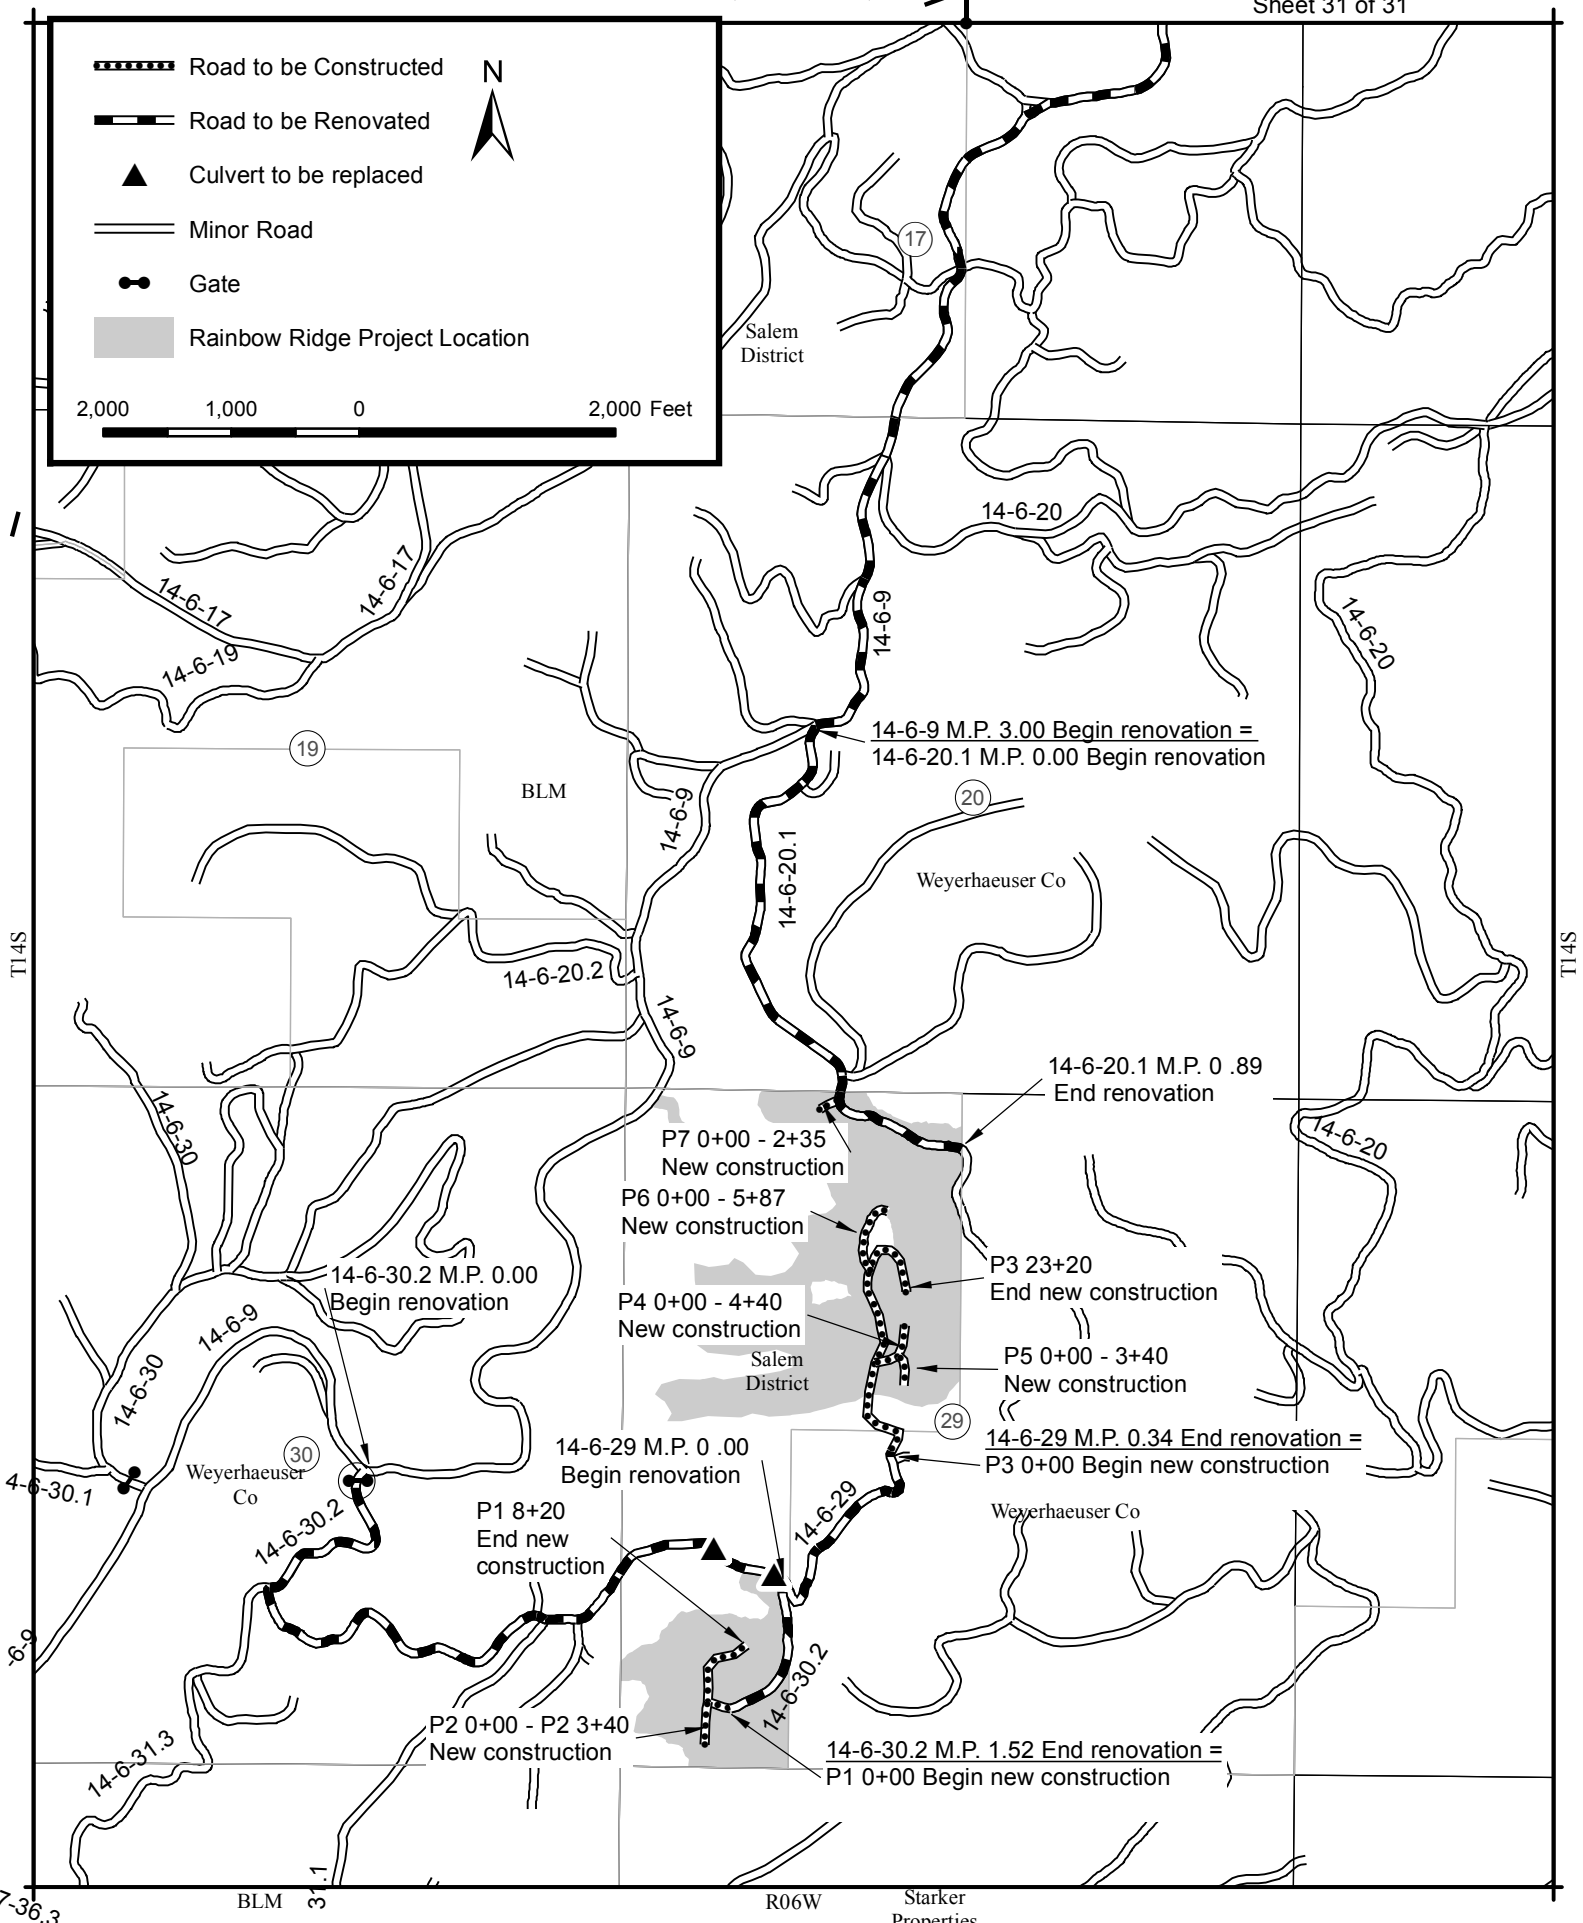 Sheet 31 of 31
Road to be Constructed
N
Road to be Renovated
Culvert to be replaced
Minor Road
Gate
Rainbow Ridge Project Location
2,000 1,000 0 2,000 Feet
17
Salem
District
14-6-20
14-6-17
14-6-17
14-6-19
14-6-9
14-6-20
14-6-9 M.P. 3.00 Begin renovation =
14-6-20.1 M.P. 0.00 Begin renovation
19
BLM
20
14-6-9
14-6-20.1
Weyerhaeuser Co
T14S
T14S
14-6-20.2
14-6-9
14-6-20.1 M.P. 0 .89
End renovation
14-6-30
14-6-20
P7 0+00 - 2+35
New construction
P6 0+00 - 5+87
New construction
14-6-30.2 M.P. 0.00
Begin renovation
P3 23+20
End new construction
P4 0+00 - 4+40
New construction
14-6-9
14-6-30
Salem
District
P5 0+00 - 3+40
New construction
29
14-6-29 M.P. 0 .00
Begin renovation
14-6-29 M.P. 0.34 End renovation =
P3 0+00 Begin new construction
30
Weyerhaeuser
Co
4-6-30.1
14-6-30.2
P1 8+20
End new
construction
14-6-29
Weyerhaeuser Co
-6-9
14-6-30.2
P2 0+00 - P2 3+40
New construction
14-6-30.2 M.P. 1.52 End renovation =
P1 0+00 Begin new construction
14-6-31.3
31.1
7-36.3
BLM
R06W
Starker
Properties